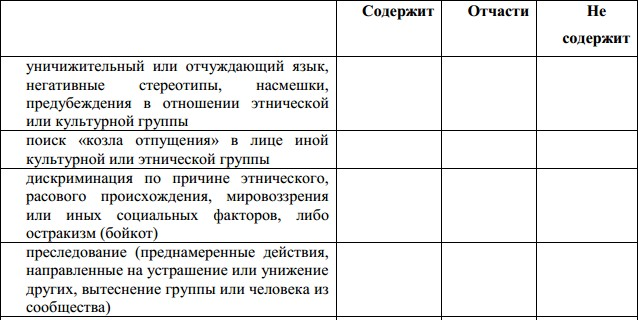 Содержит Отчасти Не
содержит
уничижительный или отчуждающий язык,
негативные стереотипы, насмешки,
предубеждения в отношении этнической
или культурной группы
поиск «козла отпущения» в лице иной
культурной или этнической группы
дискриминация по причине этнического,
расового происхождения, мировоззрения
или иных социальных факторов, либо
остракизм (бойкот)
преследование (преднамеренные действия,
направленные на устрашение или унижение
других, вытеснение группы или человека из
сообщества)